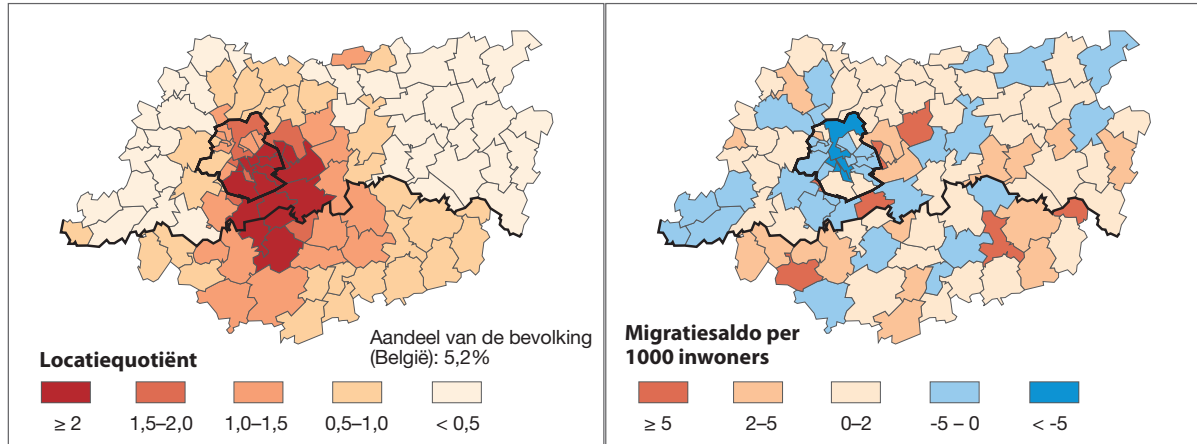 Aandeel van de bevolking
(België): 5,2%
Locatiequotiënt
≥ 2
1,5–2,0
1,0–1,5
0,5–1,0
< 0,5
Migratiesaldo per
1000 inwoners
≥ 5
2–5
0–2
-5 – 0
< -5